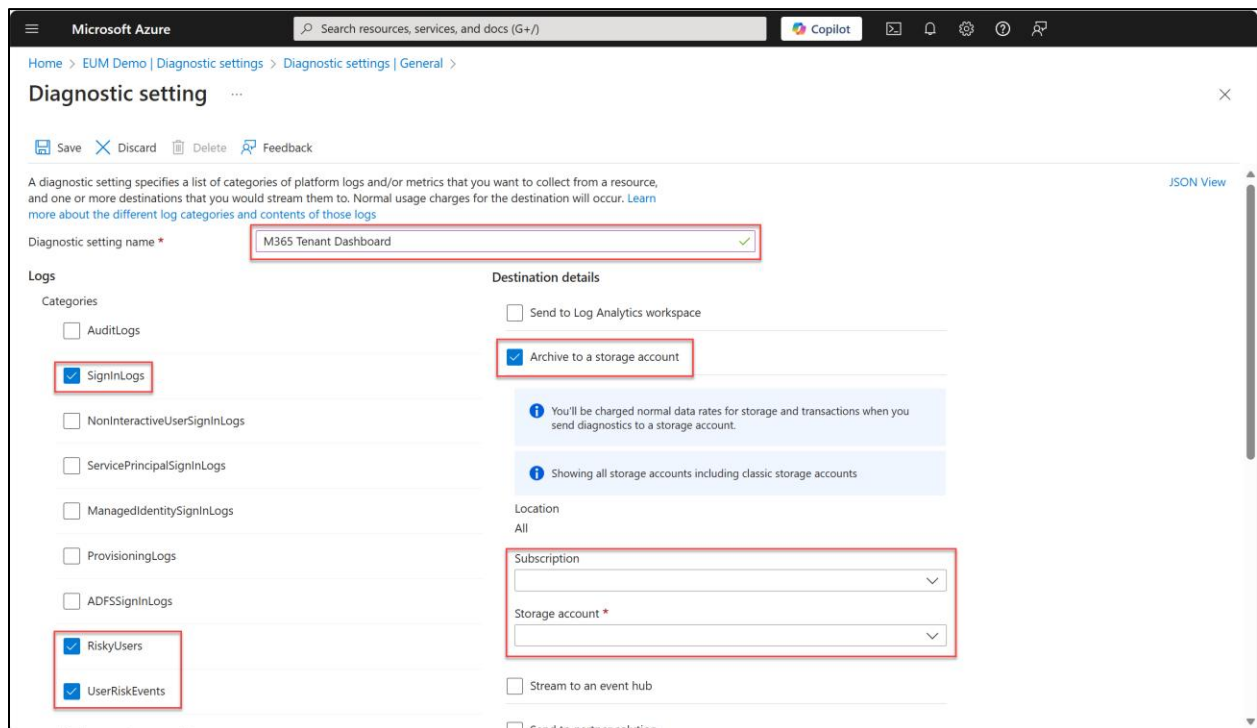 Microsoft Azure
Search resources, services, and docs (G+/)
Copilot
Home > EUM Demo | Diagnostic settings > Diagnostic settings | General >
Diagnostic setting ...
Save Discard Delete Feedback
A diagnostic setting specifies a list of categories of platform logs and/or metrics that you want to collect from a resource,
and one or more destinations that you would stream them to. Normal usage charges for the destination will occur. Learn
more about the different log categories and contents of those logs
JSON View
Diagnostic setting name *
M365 Tenant Dashboard
Logs
Categories
AuditLogs
SignInLogs
NonInteractiveUserSignInLogs
ServicePrincipalSignInLogs
ManagedIdentitySignInLogs
ProvisioningLogs
ADFSSignInLogs
RiskyUsers
UserRiskEvents
Destination details
Send to Log Analytics workspace
Archive to a storage account
You'll be charged normal data rates for storage and transactions when you
send diagnostics to a storage account.
Showing all storage accounts including classic storage accounts
Location
All
Subscription
Storage account *
Stream to an event hub
Send to partner solution